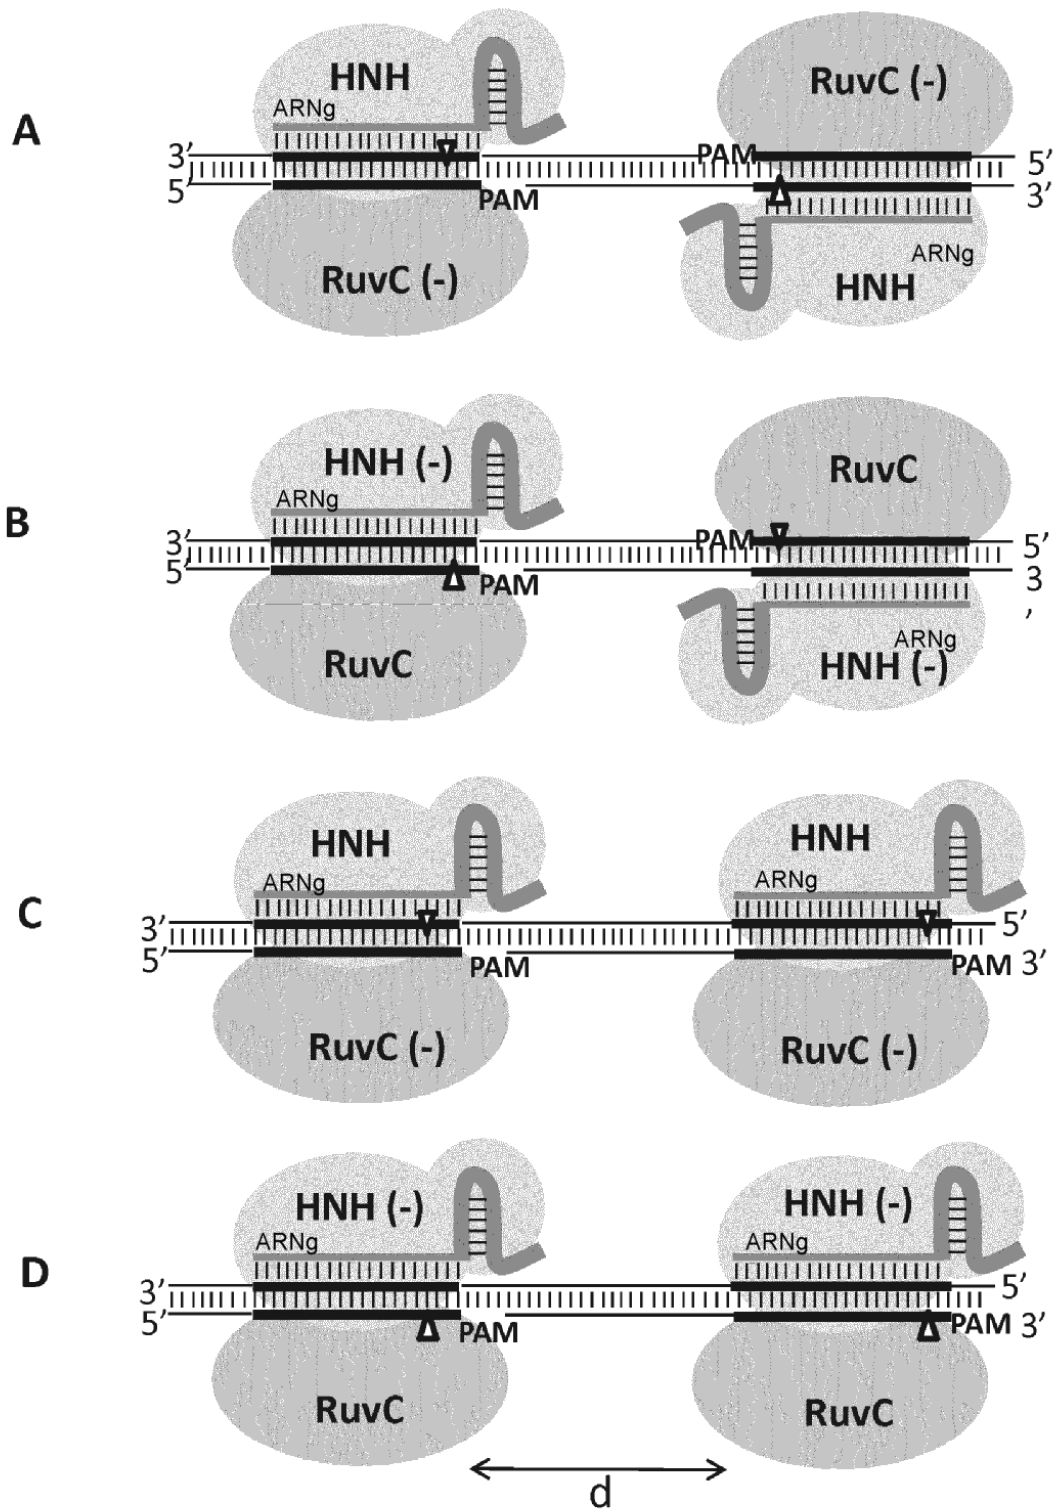 HNH
RuvC (-)
ARNg
A
PAM
3’
5’
5’
3’
PAM
RuvC (-)
ARNg
HNH
HNH (-)
RuvC
ARNg
B
PAM
3’
5’
5’
3
’
PAM
ARNg
RuvC
HNH (-)
HNH
HNH
ARNg
ARNg
C
3’
5’
5’
PAM
PAM 3’
RuvC (-)
RuvC (-)
HNH (-)
HNH (-)
ARNg
ARNg
D
3’
5’
5’
PAM
PAM 3’
RuvC
RuvC
d